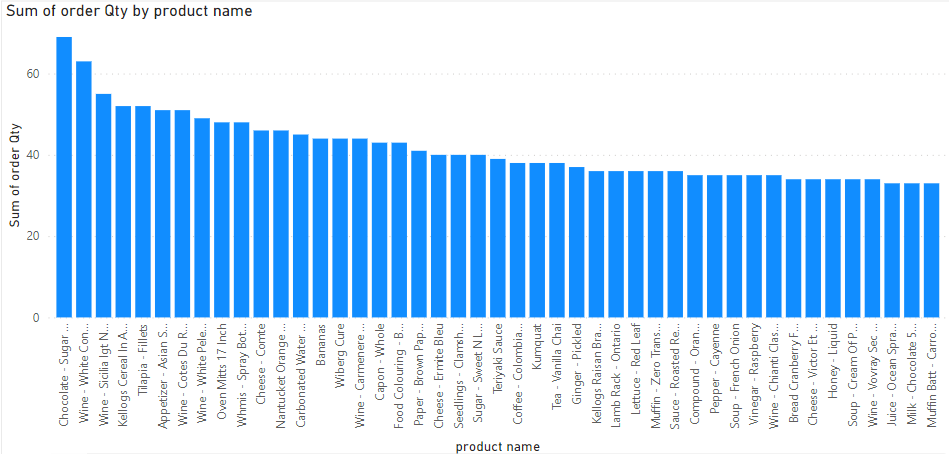 Sum of order Qty by product name
Sum of order Qty
60
40
20
0
Chocolate - Sugar ...
Wine - White Con...
Wine - Sicilia Igt N...
Kellogs Cereal In A...
Tilapia - Fillets
Appetizer - Asian S...
Wine - Cotes Du R...
Wine - White Pele...
Oven Mitts 17 Inch
Whmis - Spray Bot...
Cheese - Comte
Nantucket Orange ...
Carbonated Water ...
Bananas
Wiberg Cure
Wine - Carmenere ...
Capon - Whole
Food Colouring - B...
Paper - Brown Pap...
Cheese - Ermite Bleu
Seedlings - Clamsh...
Sugar - Sweet N L...
Teriyaki Sauce
Coffee - Colombia...
Kumquat
Tea - Vanilla Chai
Ginger - Pickled
Kellogs Raisan Bra...
Lamb Rack - Ontario
Lettuce - Red Leaf
Muffin - Zero Trans...
Sauce - Roasted Re...
Compound - Oran...
Pepper - Cayenne
Soup - French Onion
Vinegar - Raspberry
Wine - Chianti Clas...
Bread Cranberry F...
Cheese - Victor Et ...
Honey - Liquid
Soup - Cream Of P...
Wine - Vovray Sec ...
Juice - Ocean Spra...
Milk - Chocolate 5...
Muffin Batt - Carro...
product name